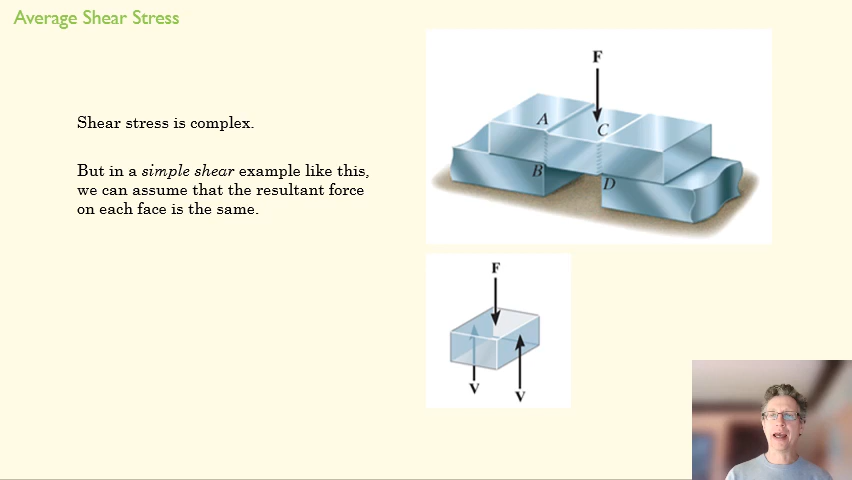 Average Shear Stress
Shear stress is complex.
But in a simple shear example like this,
we can assume that the resultant force
on each face is the same.
F
A
C
B
D
F
V
V